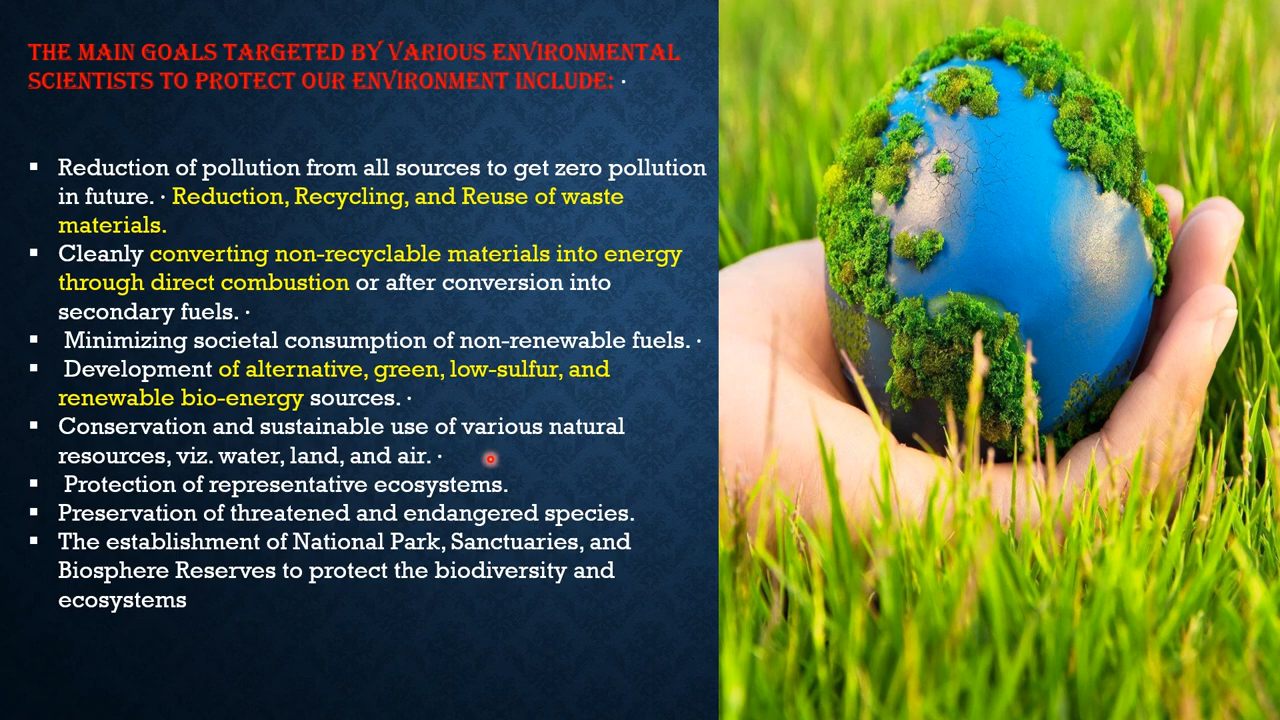 THE MAIN GOALS TARGETED BY VARIOUS ENVIRONMENTAL
SCIENTISTS TO PROTECT OUR ENVIRONMENT INCLUDE: ·
▪ Reduction of pollution from all sources to get zero pollution
in future. · Reduction, Recycling, and Reuse of waste
materials.
▪ Cleanly converting non-recyclable materials into energy
through direct combustion or after conversion into
secondary fuels. ·
▪ Minimizing societal consumption of non-renewable fuels. ·
▪ Development of alternative, green, low-sulfur, and
renewable bio-energy sources. ·
▪ Conservation and sustainable use of various natural
resources, viz. water, land, and air. ·
▪ Protection of representative ecosystems.
▪ Preservation of threatened and endangered species.
▪ The establishment of National Park, Sanctuaries, and
Biosphere Reserves to protect the biodiversity and
ecosystems